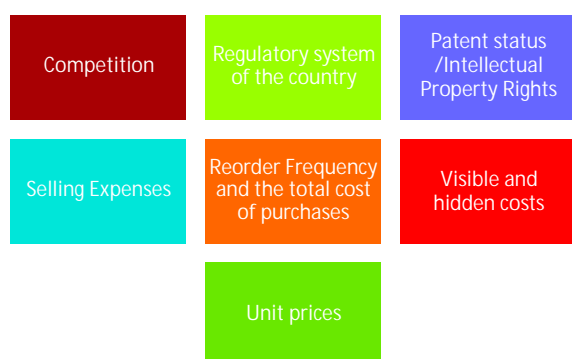 Competition
Regulatory system
of the country
Patent status
/Intellectual
Property Rights
Selling Expenses
Reorder Frequency
and the total cost
of purchases
Visible and
hidden costs
Unit prices